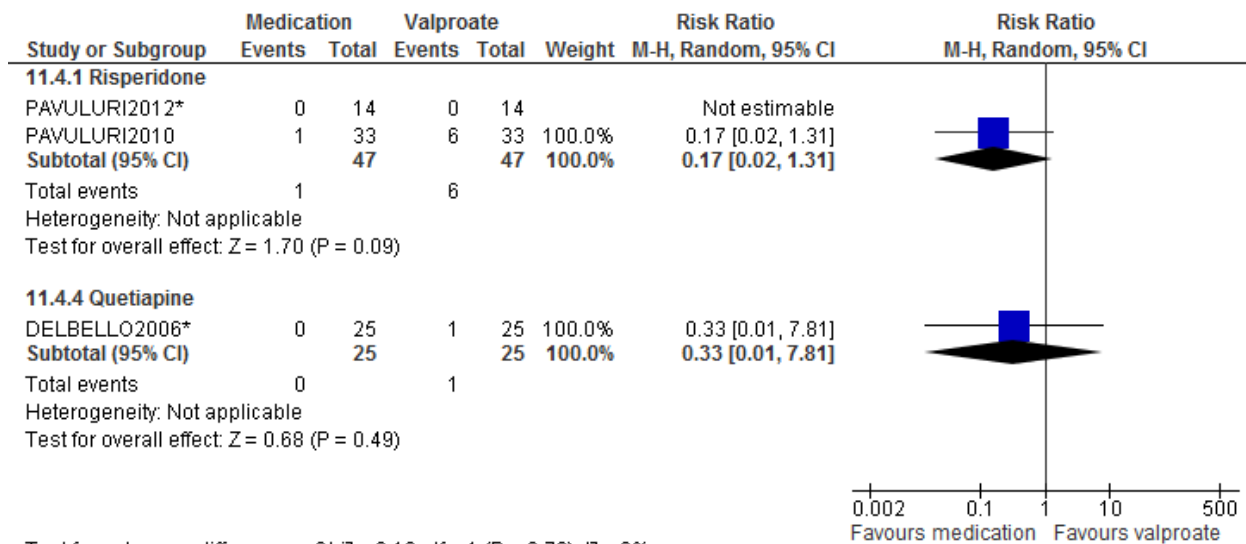 Medication Valproate Risk Ratio Risk Ratio
Study or Subgroup Events Total Events Total Weight M-H, Random, 95% CI M-H, Random, 95% CI
11.4.1 Risperidone
PAVULURI2012* 0 14 0 14 Not estimable
PAVULURI2010 1 33 6 33 100.0% 0.17 [0.02, 1.31]
Subtotal (95% CI) 47 47 100.0% 0.17 [0.02, 1.31]
Total events 1 6
Heterogeneity: Not applicable
Test for overall effect: Z = 1.70 (P = 0.09)
11.4.4 Quetiapine
DELBELLO2006* 0 25 1 25 100.0% 0.33 [0.01, 7.81]
Subtotal (95% CI) 25 25 100.0% 0.33 [0.01, 7.81]
Total events 0 1
Heterogeneity: Not applicable
Test for overall effect: Z = 0.68 (P = 0.49)
0.002 0.1 1 10 500
Favours medication Favours valproate